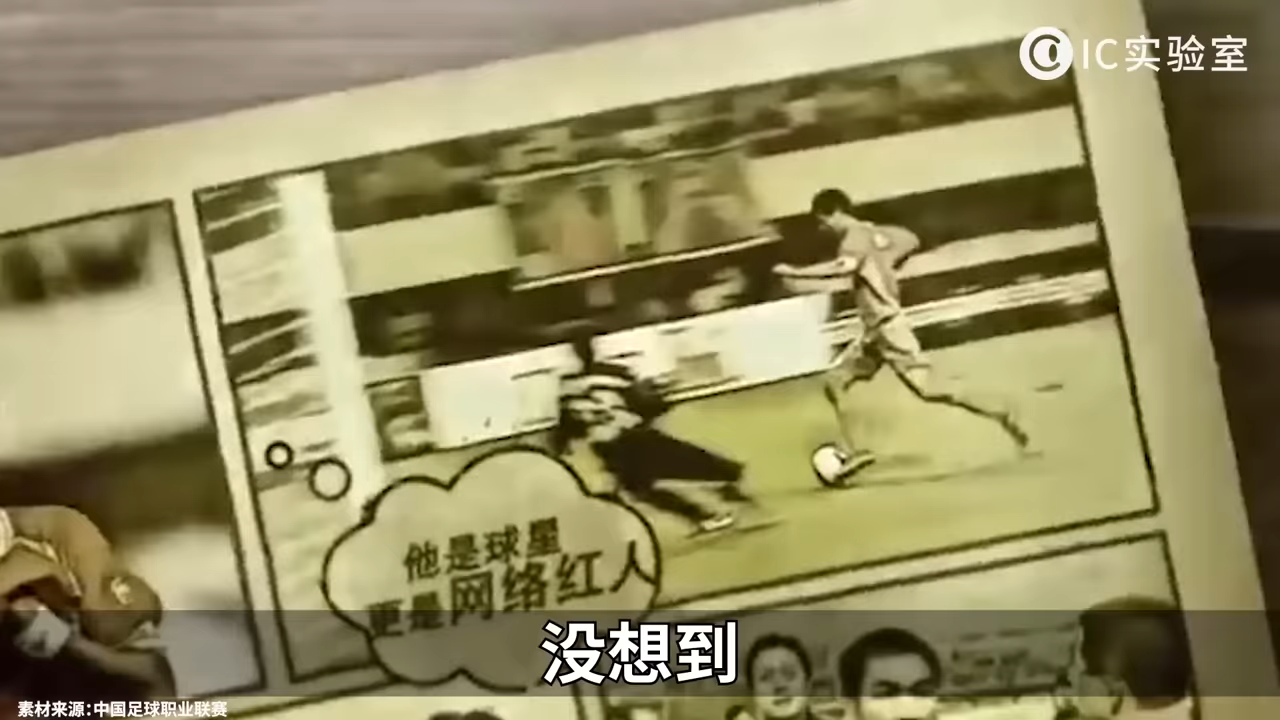 IC实验室
他是球星
更是网络红人
没想到
素材来源:中国足球职业联赛